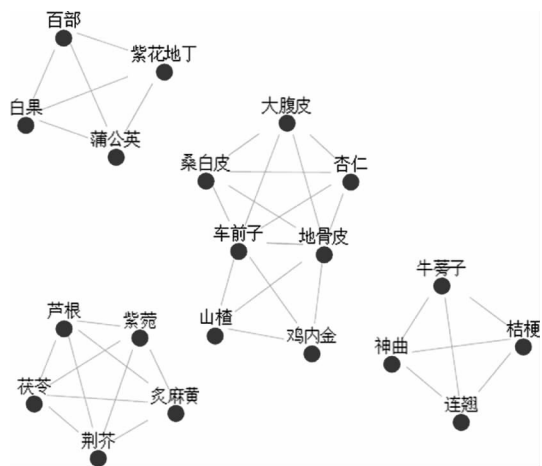 百部
紫花地丁
白果
蒲公英
大腹皮
桑白皮
杏仁
车前子
地骨皮
山楂
鸡内金
牛蒡子
桔梗
神曲
连翘
芦根
紫菀
茯苓
炙麻黄
荆芥